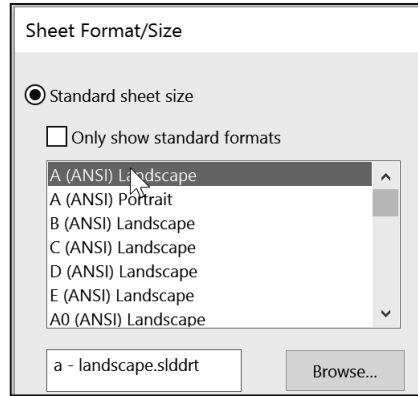 Sheet Format/Size
Standard sheet size
Only show standard formats
A (ANSI) Landscape
A (ANSI) Portrait
B (ANSI) Landscape
C (ANSI) Landscape
D (ANSI) Landscape
E (ANSI) Landscape
A0 (ANSI) Landscape
a - landscape.slddrt
Browse...